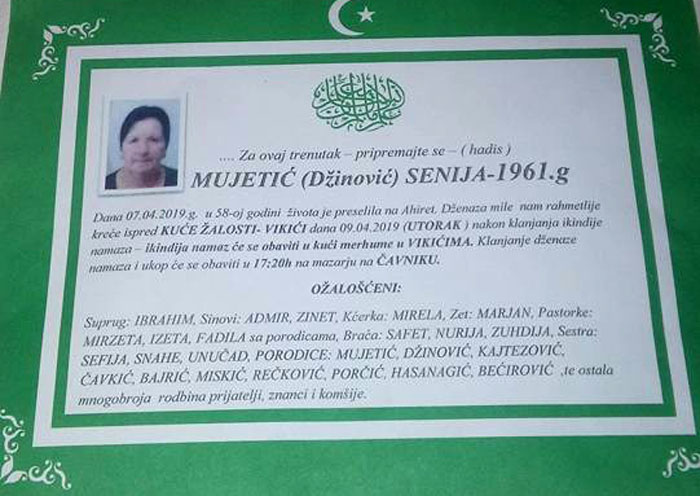 .... Za ovaj trenutak – pripremajte se – ( hadis )
MUJETIĆ (Džinović) SENIJA-1961.g
Dana 07.04.2019.g. u 58-oj godini života je preselila na Ahiret. Dženaza mile nam rahmetlije
kreće ispred KUĆE ŽALOSTI- VIKIĆI dana 09.04.2019 (UTORAK ) nakon klanjanja ikindije
namaza – ikindija namaz će se obaviti u kući merhume u VIKIĆIMA. Klanjanje dženaze
namaza i ukop će se obaviti u 17:20h na mazarju na ČAVNIKU.
OŽALOŠĆENI:
Suprug: IBRAHIM, Sinovi: ADMIR, ZINET, Kćerka: MIRELA, Zet: MARJAN, Pastorke:
MIRZETA, IZETA, FADILA sa porodicama, Braća: SAFET, NURIJA, ZUHDIJA, Sestra:
SEFIJA, SNAHE, UNUČAD, PORODICE: MUJETIĆ, DŽINOVIĆ, KAJTEZOVIĆ,
ČAVKIĆ, BAJRIĆ, MISKIĆ, REČKOVIĆ, PORČIĆ, HASANAGIĆ, BEĆIROVIĆ ,te ostala
mnogobroja rodbina prijatelji, znanci i komšije.